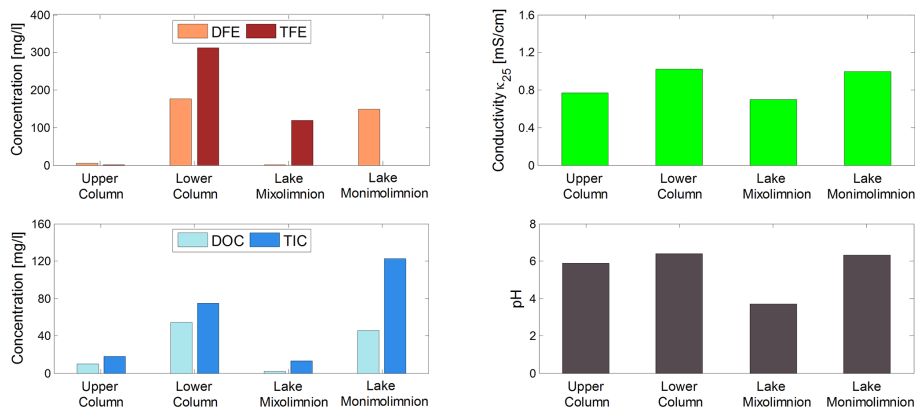 Concentration [mg/l]
400
300
200
100
0
DFE TFE
Upper Column
Lower Column
Lake Mixolimnion
Lake Monimolimnion
Conductivity κ25 [mS/cm]
1.6
1.2
0.8
0.4
0
Upper Column
Lower Column
Lake Mixolimnion
Lake Monimolimnion
Concentration [mg/l]
160
120
80
40
0
DOC TIC
Upper Column
Lower Column
Lake Mixolimnion
Lake Monimolimnion
pH
8
6
4
2
0
Upper Column
Lower Column
Lake Mixolimnion
Lake Monimolimnion